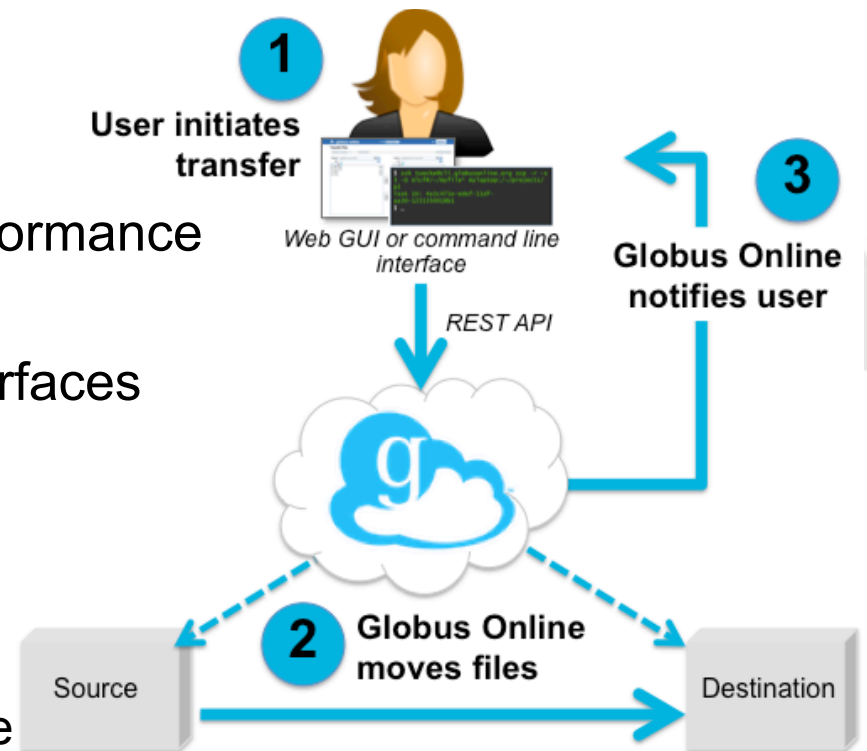 1
User initiates
transfer
ormance
Web GUI or command line
interface
REST API
rfaces
3
Globus Online
notifies user
g
2
Globus Online
moves files
Source
Destination
e